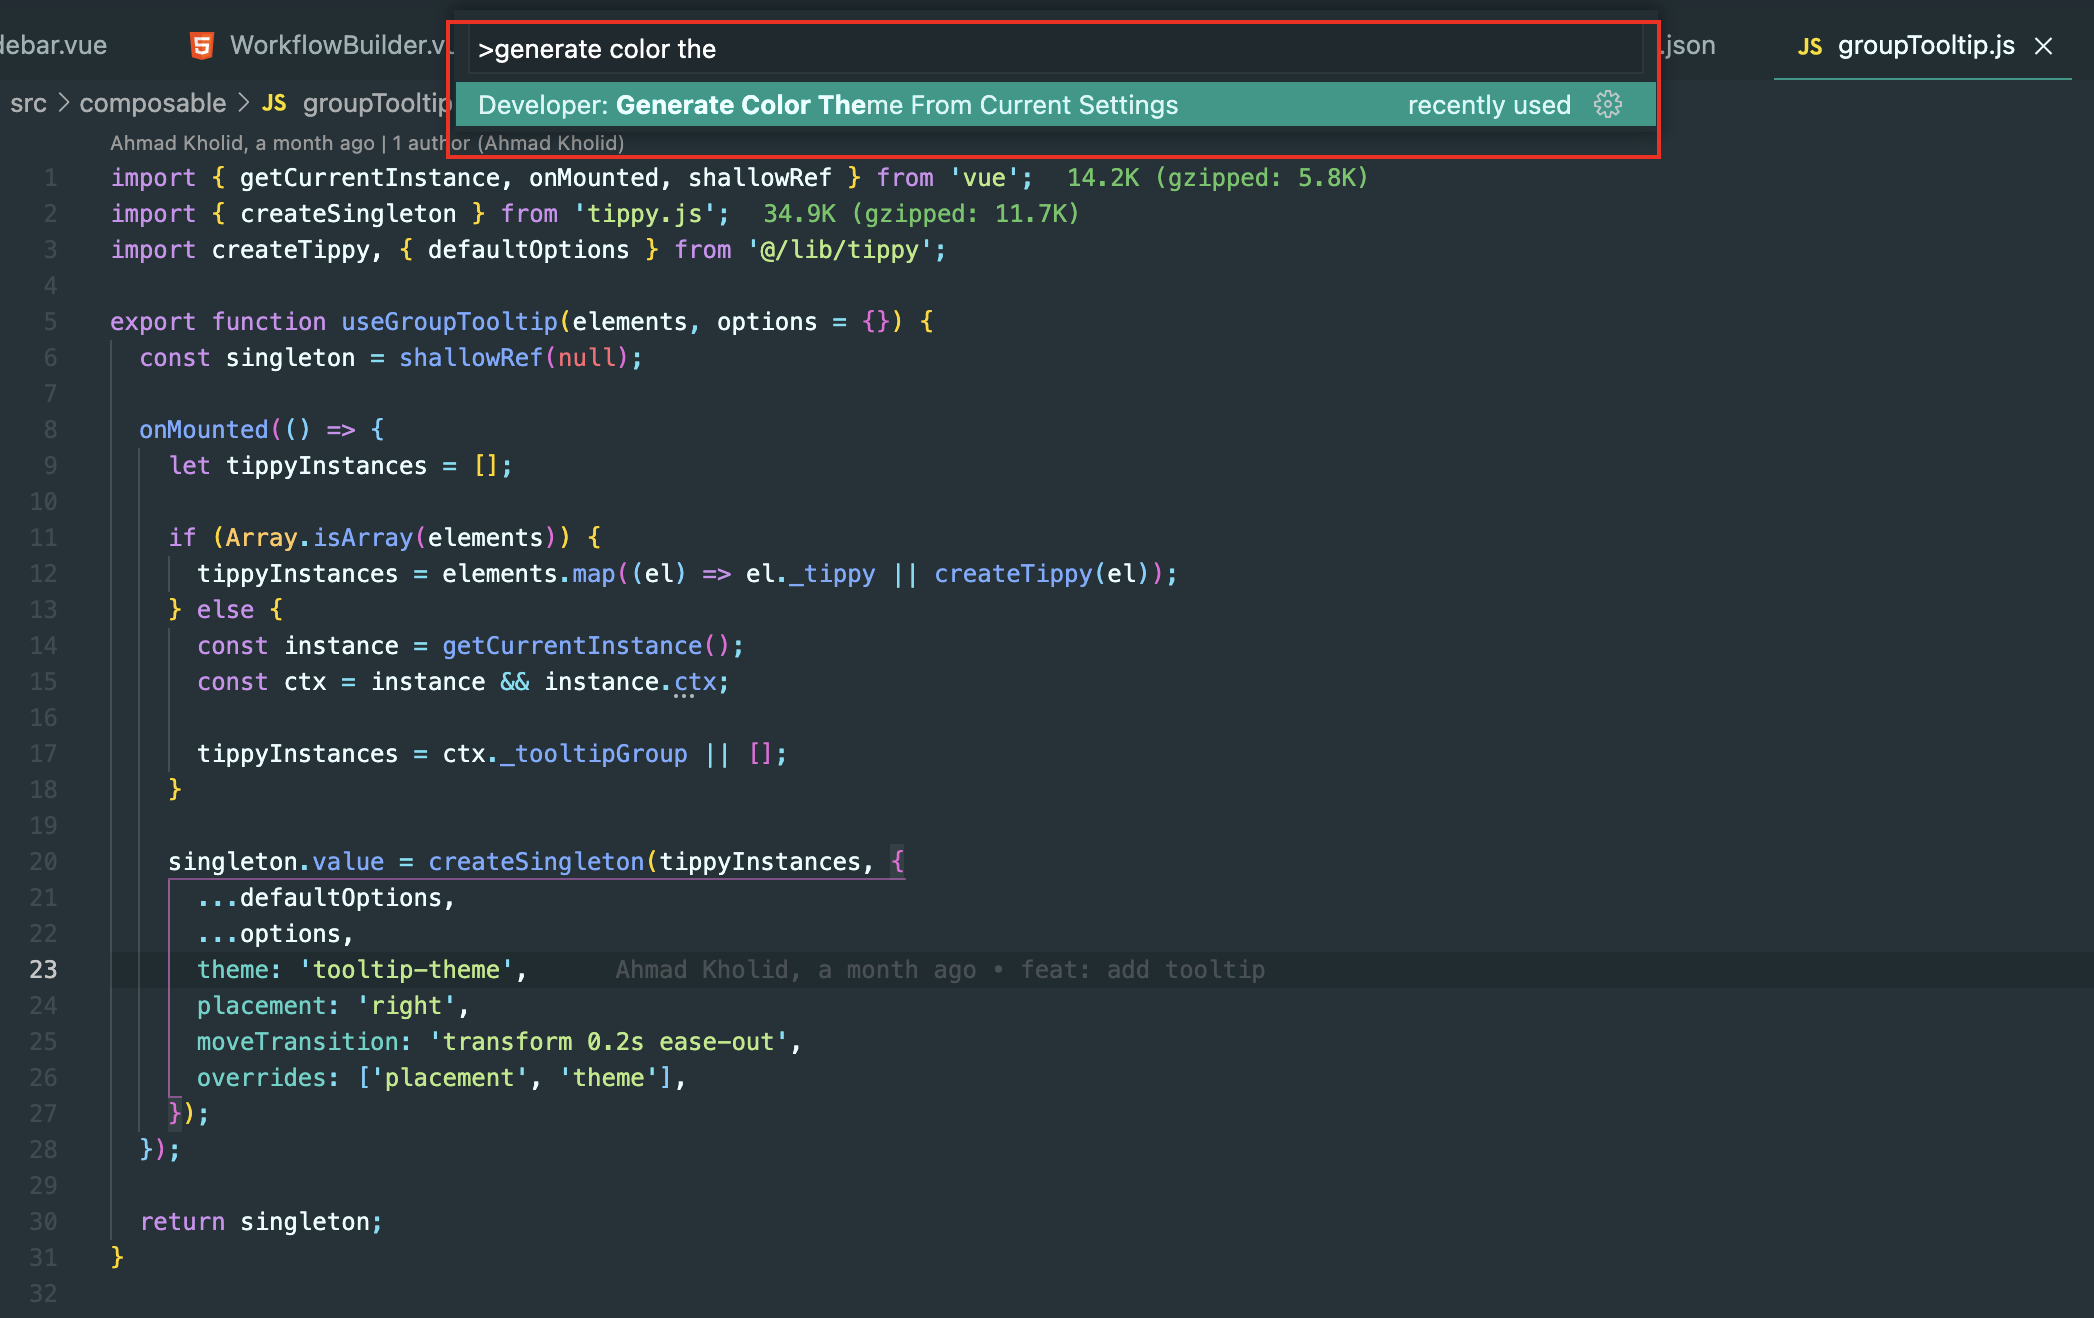 debar.vue
WorkflowBuilder.vu
>generate color the
.json
JS groupTooltip.js
src > composable > JS groupTooltip
Developer: Generate Color Theme From Current Settings recently used
Ahmad Kholid, a month ago | 1 author (Ahmad Kholid)
1 import { getCurrentInstance, onMounted, shallowRef } from 'vue'; 14.2K (gzipped: 5.8K)
2 import { createSingleton } from 'tippy.js'; 34.9K (gzipped: 11.7K)
3 import createTippy, { defaultOptions } from '@/lib/tippy';
4
5 export function useGroupTooltip(elements, options = {}) {
6 const singleton = shallowRef(null);
7
8 onMounted(() => {
9 let tippyInstances = [];
10
11 if (Array.isArray(elements)) {
12 tippyInstances = elements.map((el) => el._tippy || createTippy(el));
13 } else {
14 const instance = getCurrentInstance();
15 const ctx = instance && instance.ctx;
16
17 tippyInstances = ctx._tooltipGroup || [];
18 }
19
20 singleton.value = createSingleton(tippyInstances, {
21 ...defaultOptions,
22 ...options,
23 theme: 'tooltip-theme', Ahmad Kholid, a month ago • feat: add tooltip
24 placement: 'right',
25 moveTransition: 'transform 0.2s ease-out',
26 overrides: ['placement', 'theme'],
27 });
28 });
29
30 return singleton;
31 }
32